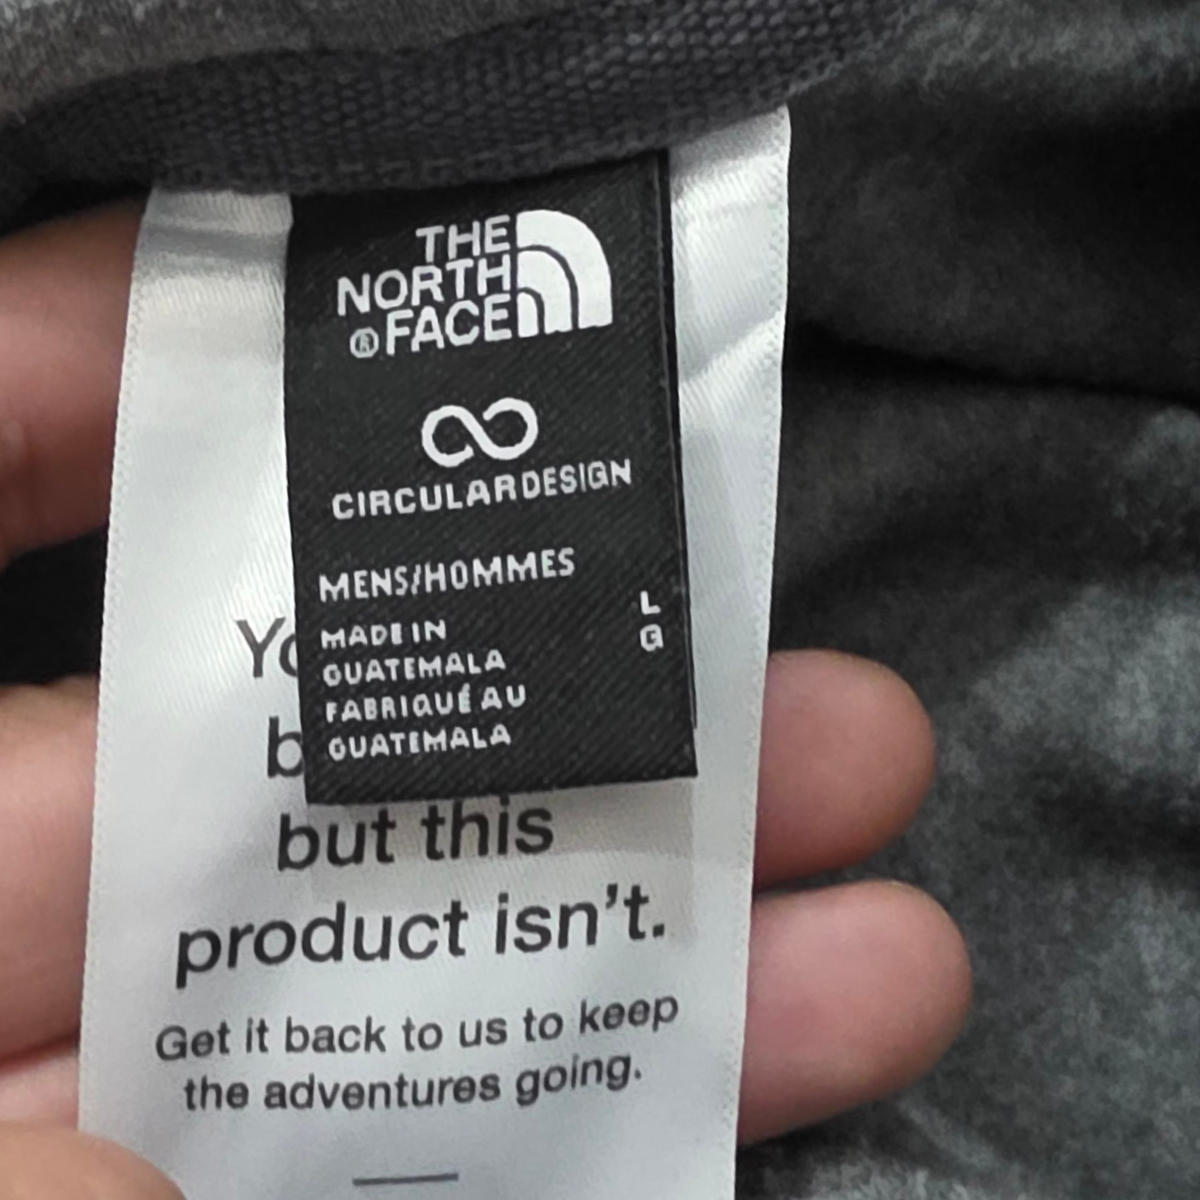 THE
NORTH
®FACE
CIRCULARDESIGN
MENS/HOMMES
L
G
MADE IN
GUATEMALA
FABRIQUÉ AU
GUATEMALA
but this
product isn't.
Get it back to us to keep
the adventures going.